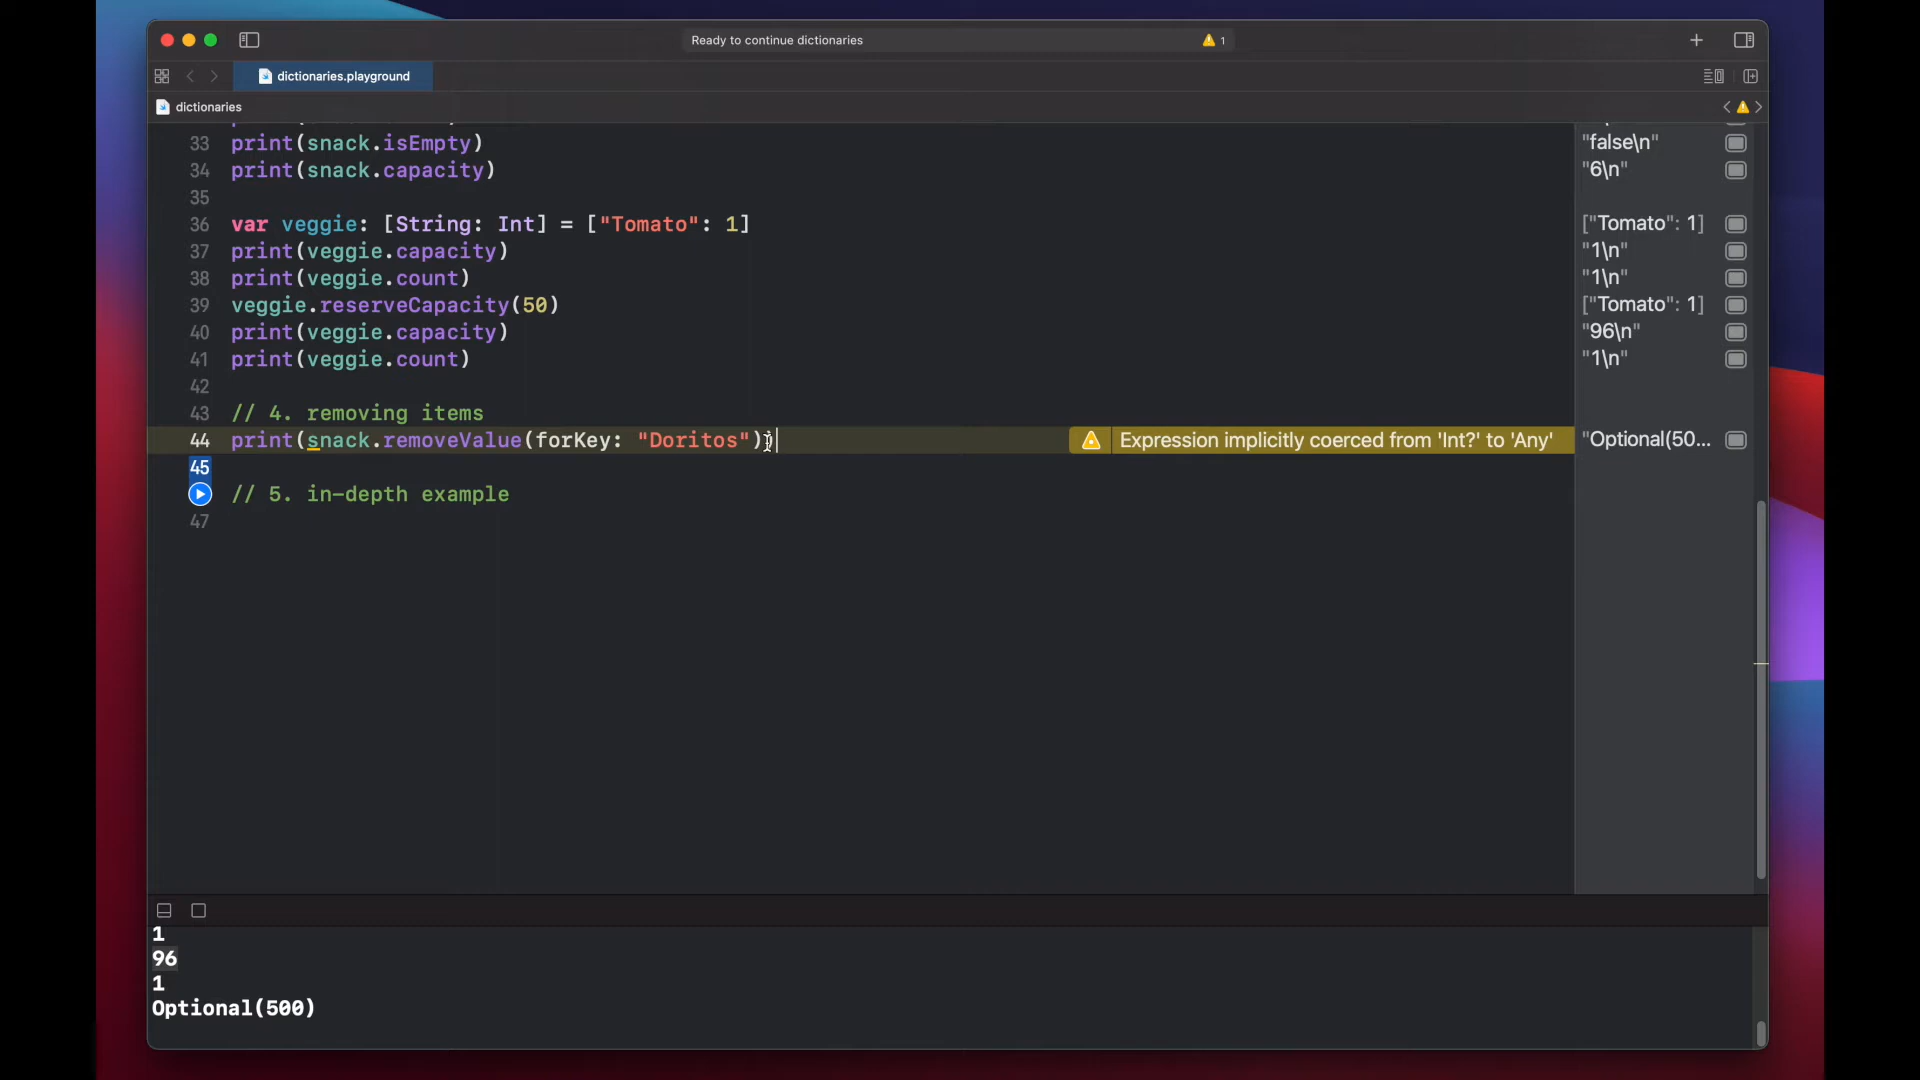 Ready to continue dictionaries
1
dictionaries.playground
dictionaries
33 print(snack.isEmpty) "false\n"
34 print(snack.capacity) "6\n"
35
36 var veggie: [String: Int] = ["Tomato": 1] ["Tomato": 1]
37 print(veggie.capacity) "1\n"
38 print(veggie.count) "1\n"
39 veggie.reserveCapacity(50) ["Tomato": 1]
40 print(veggie.capacity) "96\n"
41 print(veggie.count) "1\n"
42
43 // 4. removing items
44 print(snack.removeValue(forKey: "Doritos")) Expression implicitly coerced from 'Int?' to 'Any' "Optional(50...
45
// 5. in-depth example
47
1
96
1
Optional(500)